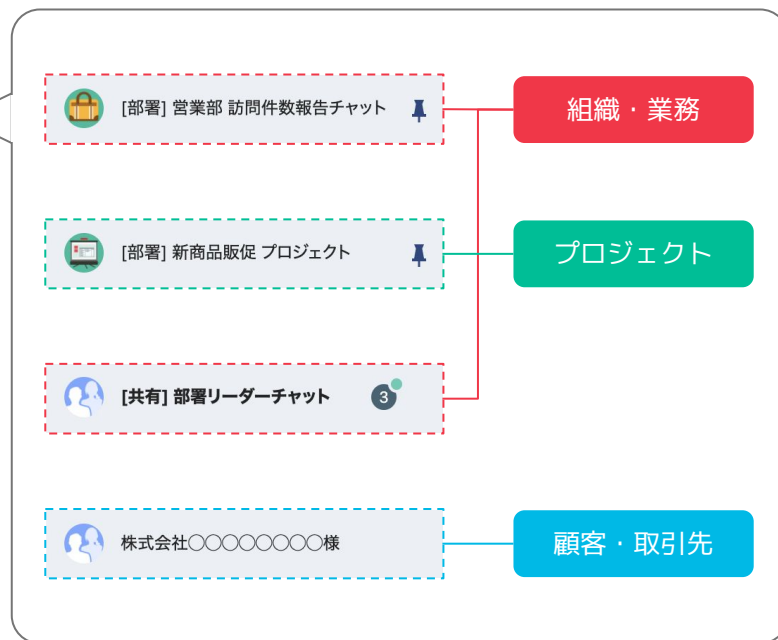 [部署] 営業部 訪問件数報告チャット
組織・業務
[部署] 新商品販促 プロジェクト
プロジェクト
[共有] 部署リーダーチャット
3
株式会社〇〇〇〇〇〇〇〇様
顧客・取引先